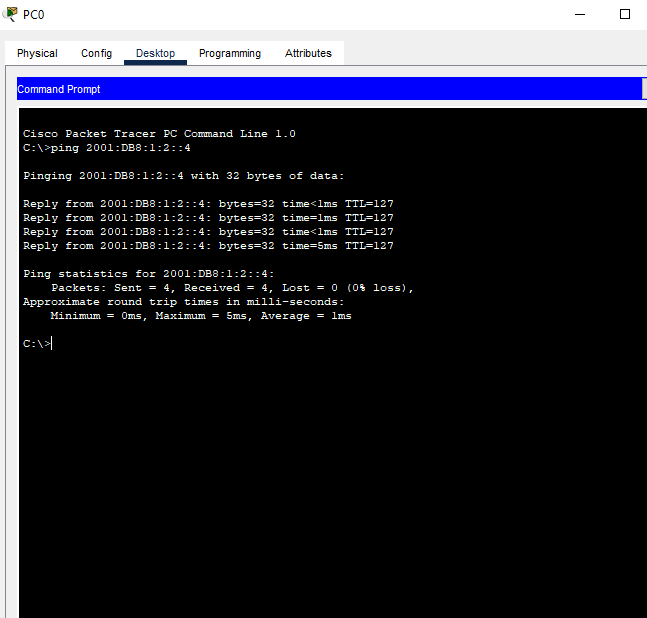 PC0
Physical Config Desktop Programming Attributes
Command Prompt
Cisco Packet Tracer PC Command Line 1.0
C:\>ping 2001:DB8:1:2::4
Pinging 2001:DB8:1:2::4 with 32 bytes of data:
Reply from 2001:DB8:1:2::4: bytes=32 time<1ms TTL=127
Reply from 2001:DB8:1:2::4: bytes=32 time=1ms TTL=127
Reply from 2001:DB8:1:2::4: bytes=32 time<1ms TTL=127
Reply from 2001:DB8:1:2::4: bytes=32 time=5ms TTL=127
Ping statistics for 2001:DB8:1:2::4:
Packets: Sent = 4, Received = 4, Lost = 0 (0% loss),
Approximate round trip times in milli-seconds:
Minimum = 0ms, Maximum = 5ms, Average = 1ms
C:\>